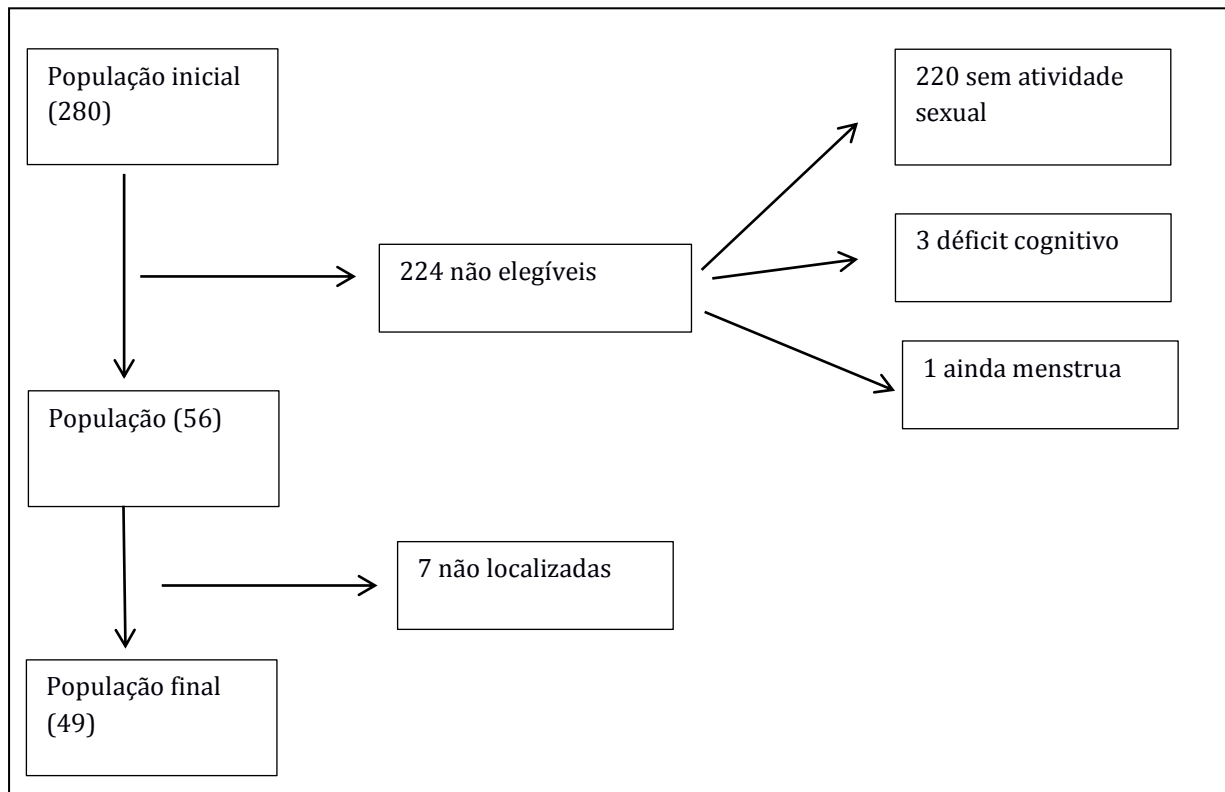 População inicial
(280)
220 sem atividade
sexual
224 não elegíveis
3 déficit cognitivo
1 ainda menstrua
População (56)
7 não localizadas
População final
(49)